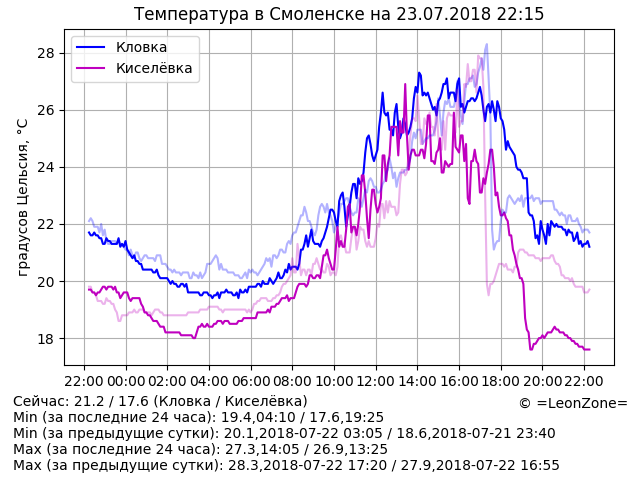 Температура в Смоленске на 23.07.2018 22:15
Кловка
Киселёвка
градусов Цельсия, °C
28
26
24
22
20
18
22:00 00:00 02:00 04:00 06:00 08:00 10:00 12:00 14:00 16:00 18:00 20:00 22:00
Сейчас: 21.2 / 17.6 (Кловка / Киселёвка)
© =LeonZone=
Min (за последние 24 часа): 19.4,04:10 / 17.6,19:25
Min (за предыдущие сутки): 20.1,2018-07-22 03:05 / 18.6,2018-07-21 23:40
Max (за последние 24 часа): 27.3,14:05 / 26.9,13:25
Max (за предыдущие сутки): 28.3,2018-07-22 17:20 / 27.9,2018-07-22 16:55